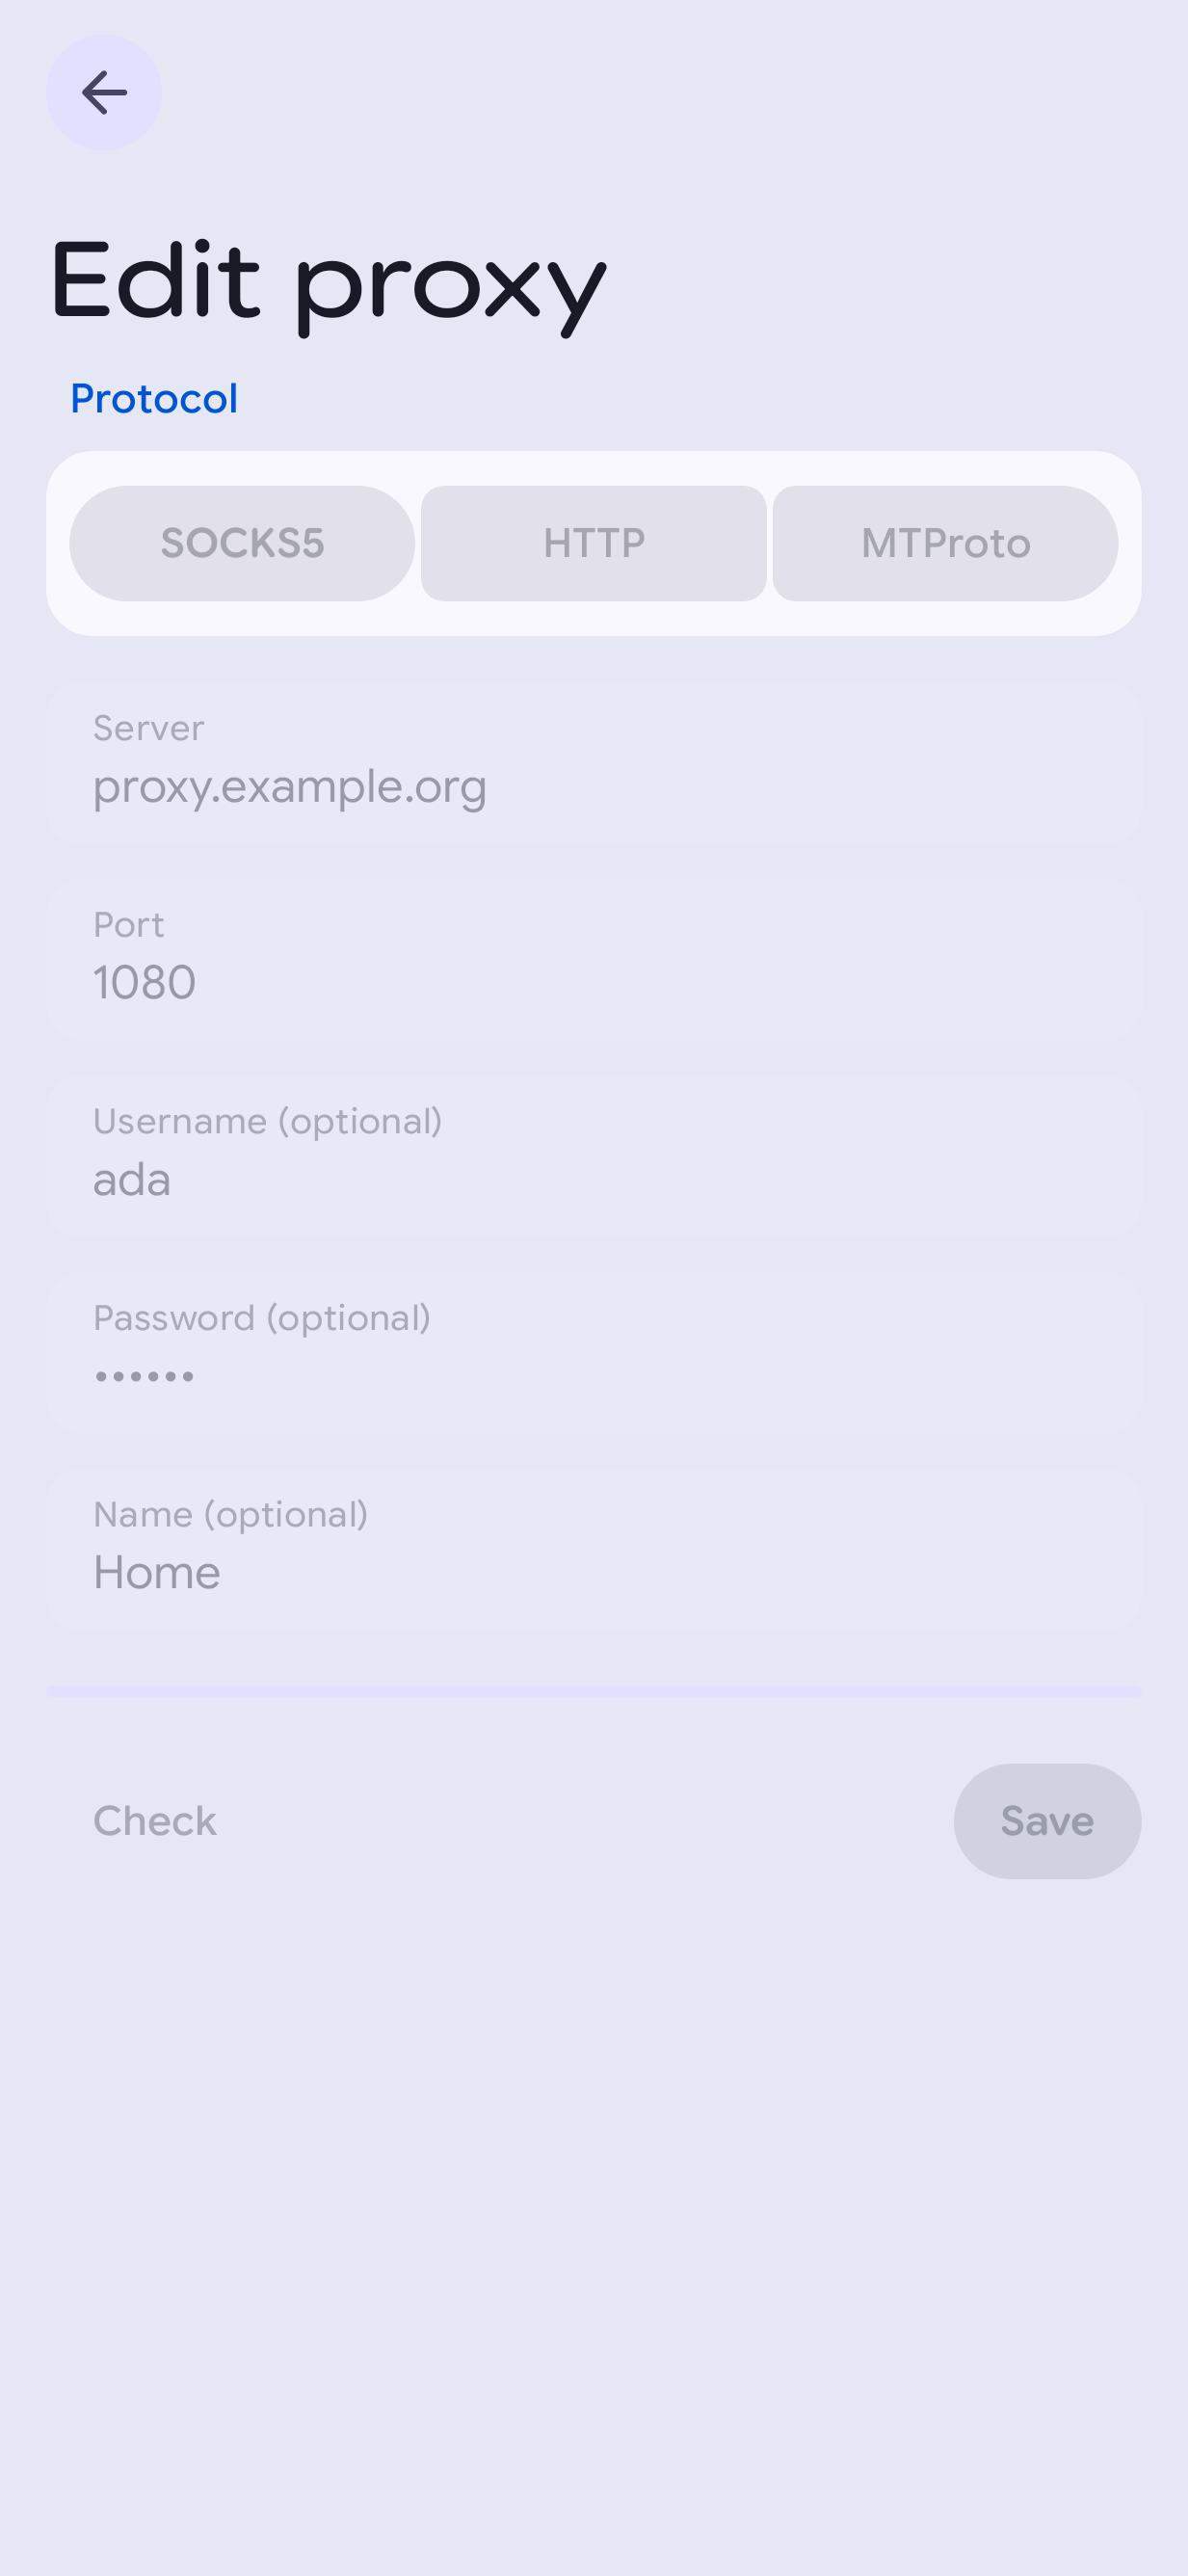 Edit proxy
Protocol
SOCKS5 HTTP MTProto
Server
proxy.example.org
Port
1080
Username (optional)
ada
Password (optional)
••••••
Name (optional)
Home
Check Save